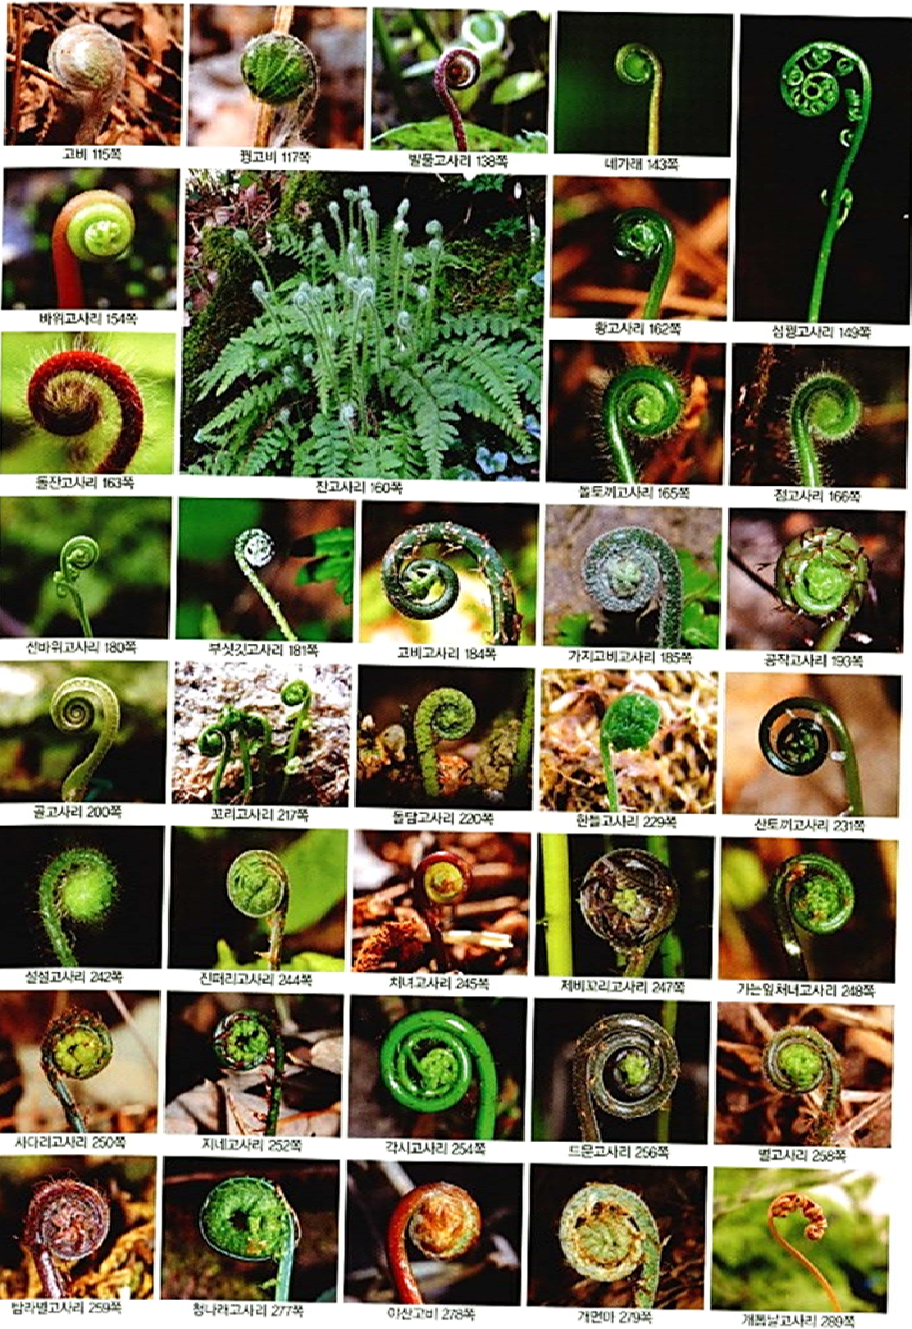 고비 115쪽
꿩고비 117쪽
발풀고사리 138쪽
네가래 143쪽
바위고사리 154쪽
황고사리 162쪽
심원고사리 149쪽
돌잔고사리 163쪽
잔고사리 160쪽
돌토끼고사리 165쪽
점고사리 166쪽
선바위고사리 180쪽
부싯깃고사리 181쪽
고비고사리 184쪽
가지고비고사리 185쪽
공작고사리 193쪽
골고사리 200쪽
꼬리고사리 217쪽
돌담고사리 220쪽
한들고사리 229쪽
산토끼고사리 231쪽
설설고사리 242쪽
진퍼리고사리 244쪽
처녀고사리 245쪽
제비꼬리고사리 247쪽
가는잎처녀고사리 248쪽
사다리고사리 250쪽
지네고사리 252쪽
각시고사리 254쪽
드문고사리 256쪽
별고사리 258쪽
탐라별고사리 259쪽
청나래고사리 277쪽
야산고비 278쪽
개면마 279쪽
개톱날고사리 289쪽